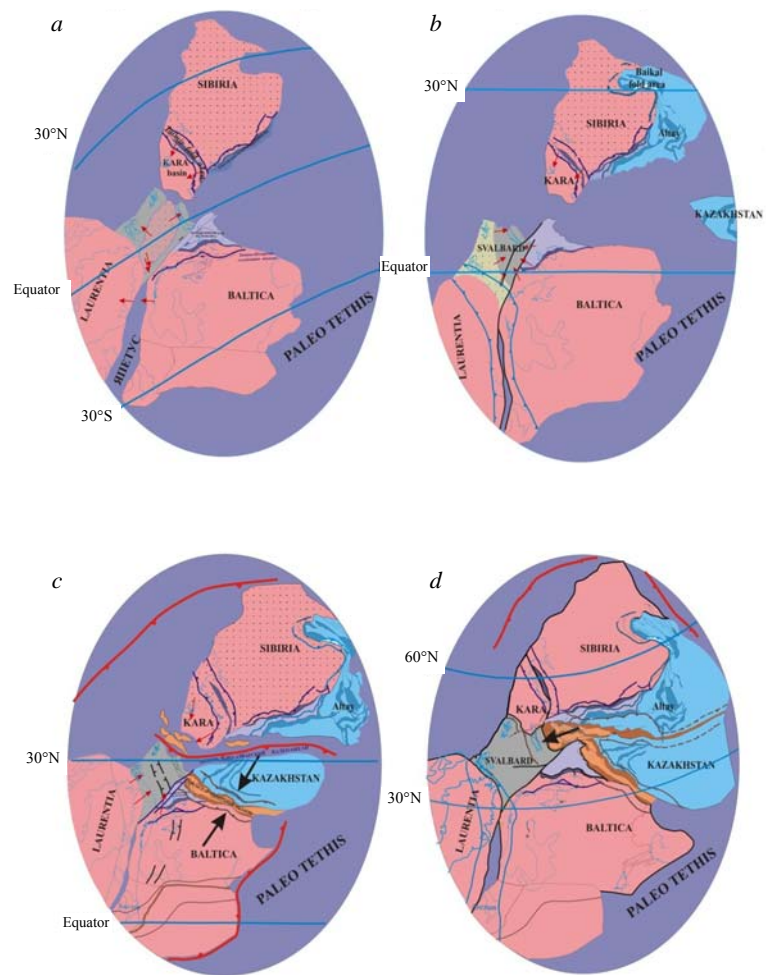 a
SIBIRIA
30°N
KARA
basin
LAURENTIA
Equator
BALTICA
PALEO TETHIS
ЯПЕТУС
30°S
b
Baikal
fold area
30°N
SIBIRIA
Altay
KARA
KAZAKHSTAN
SVALBARD
Equator
LAURENTIA
BALTICA
PALEO TETHIS
c
SIBIRIA
Altay
KARA
30°N
KAZAKHSTAN
LAURENTIA
BALTICA
PALEO TETHIS
Equator
d
SIBIRIA
60°N
KARA
Altay
SVALBARD
KAZAKHSTAN
30°N
LAURENTIA
BALTICA
PALEO TETHIS